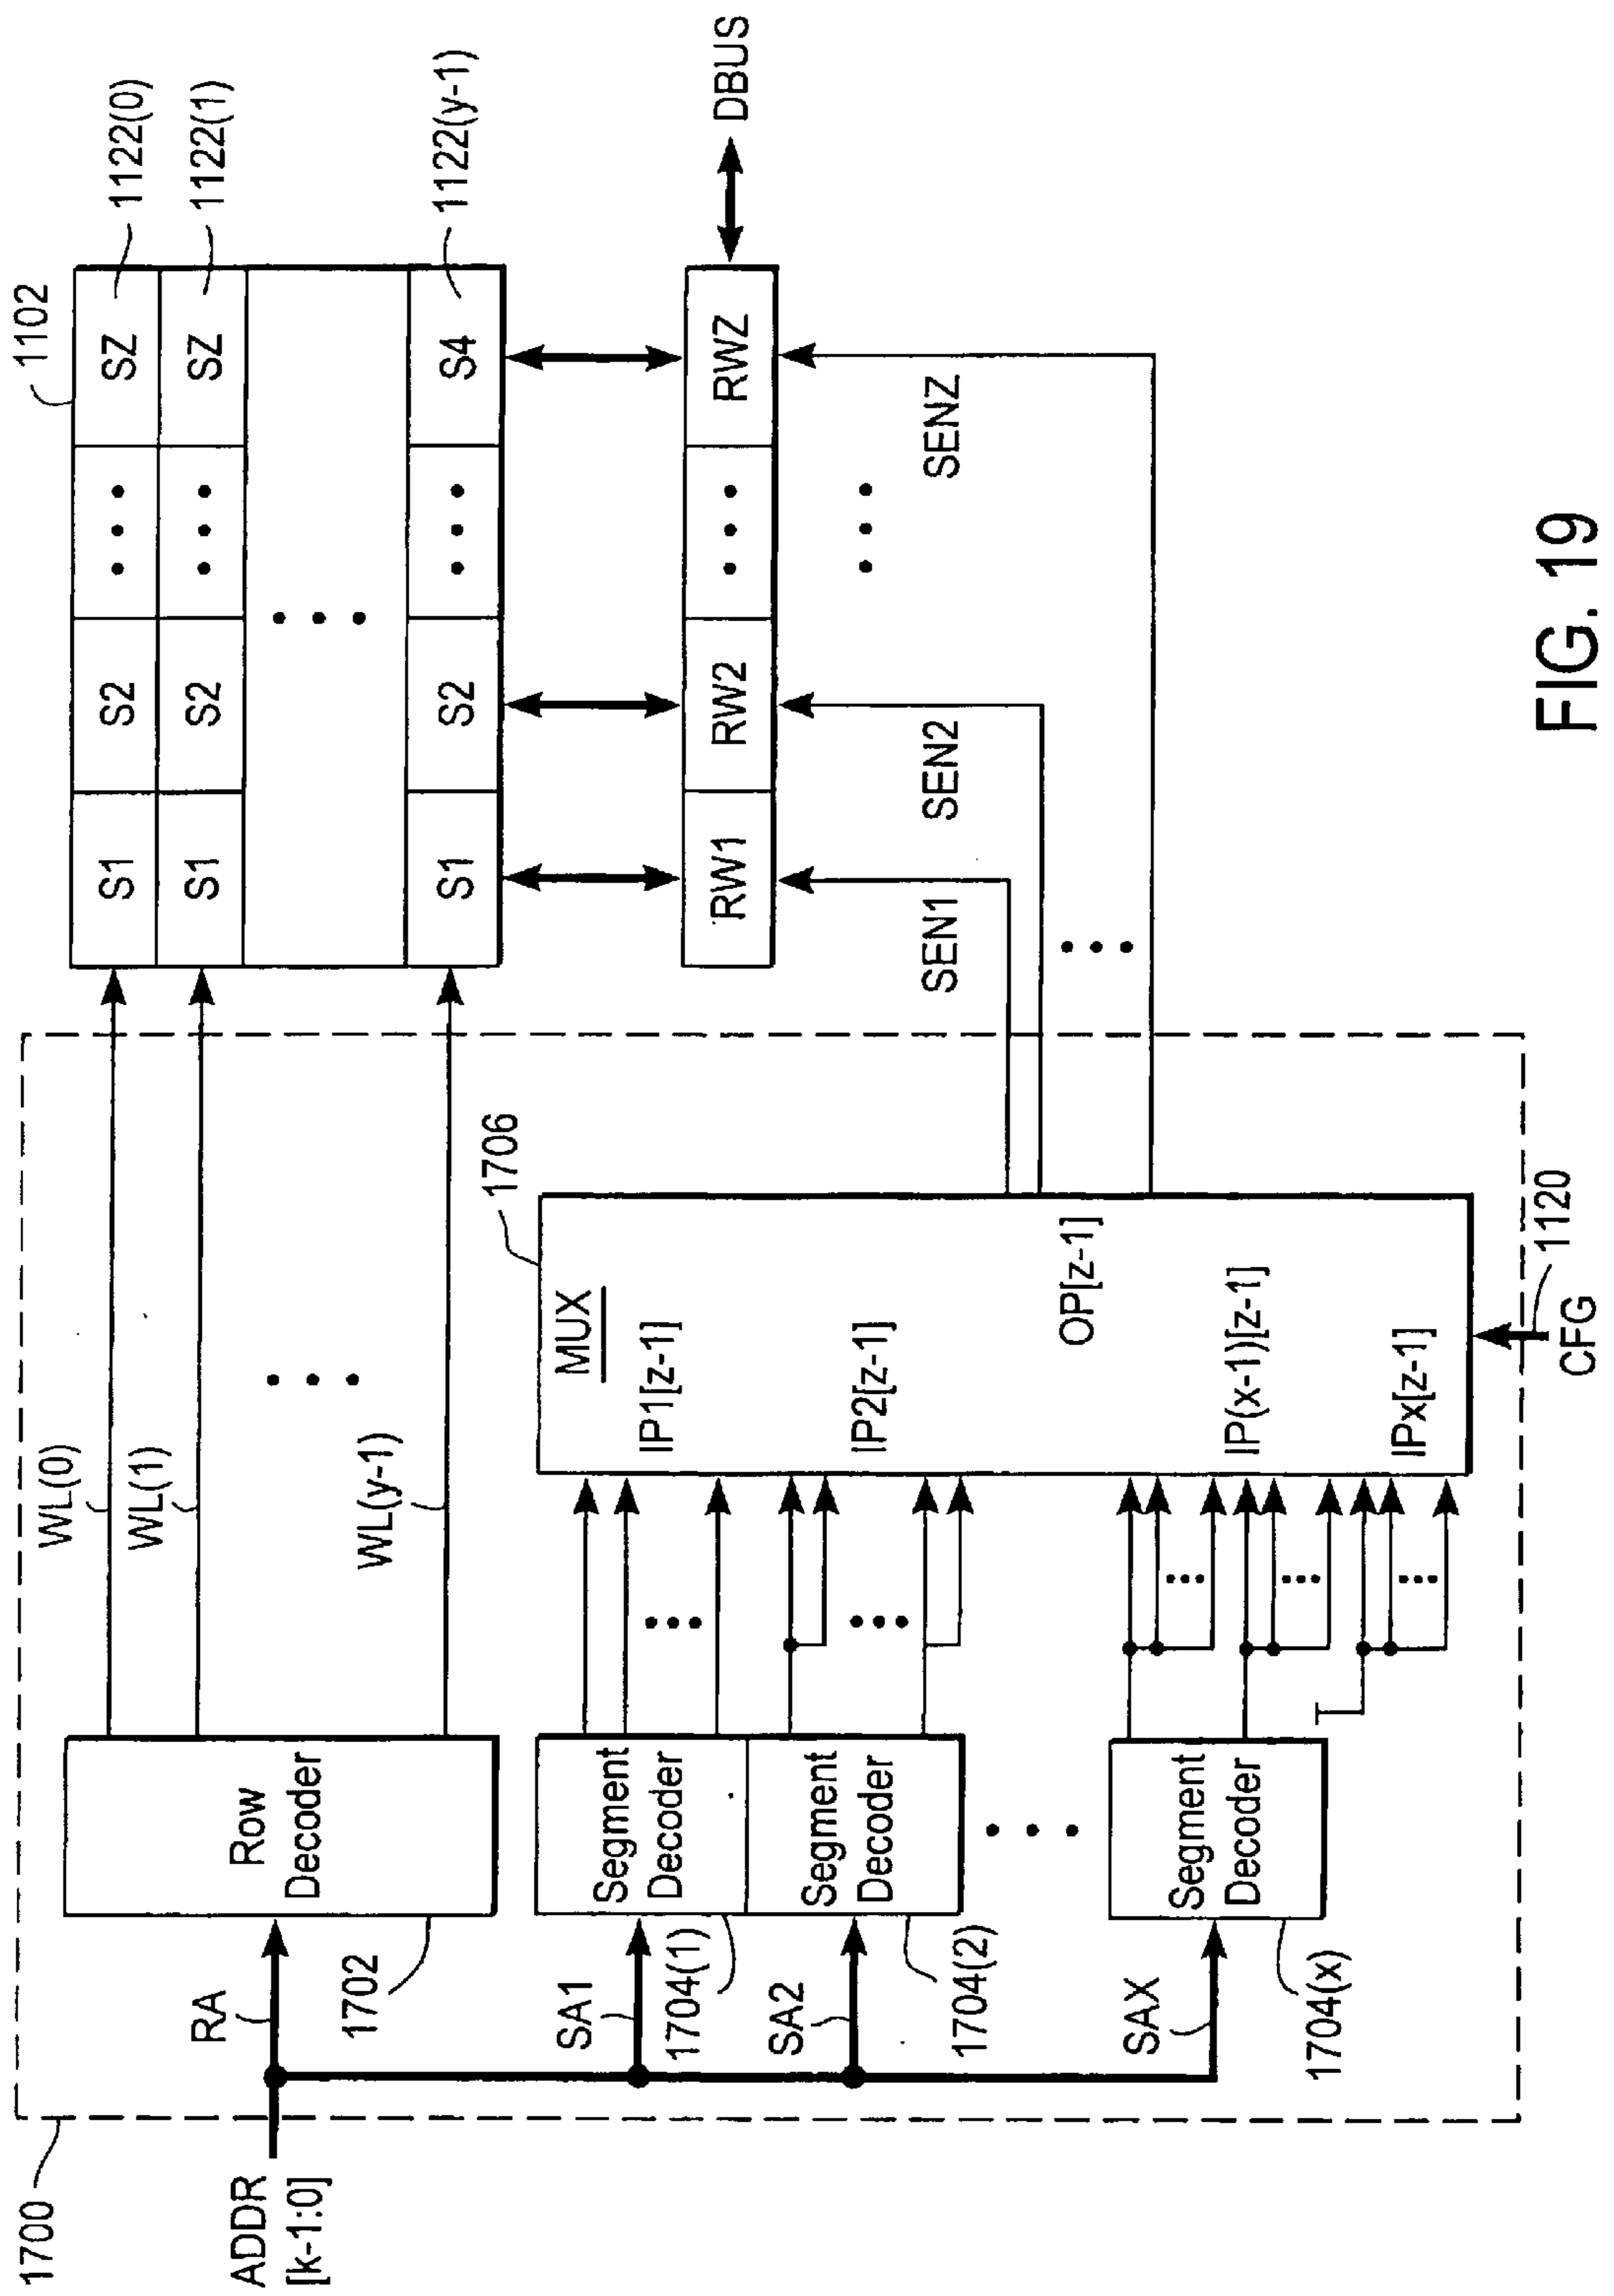 1700
ADDR
[k-1:0]
RA
1702
Row
Decoder
WL(0)
WL(1)
WL(y-1)
1102
S1 S2 SZ
1122(0)
S1 S2 SZ
1122(1)
S1 S2 S4
1122(y-1)
RW1 RW2 RWZ
DBUS
SEN1
SEN2
SENZ
SA1
1704(1)
Segment
Decoder
SA2
1704(2)
Segment
Decoder
SAX
1704(x)
Segment
Decoder
1706
MUX
IP1[z-1]
IP2[z-1]
OP[z-1]
IP(x-1)[z-1]
IPx[z-1]
1120
CFG
FIG. 19